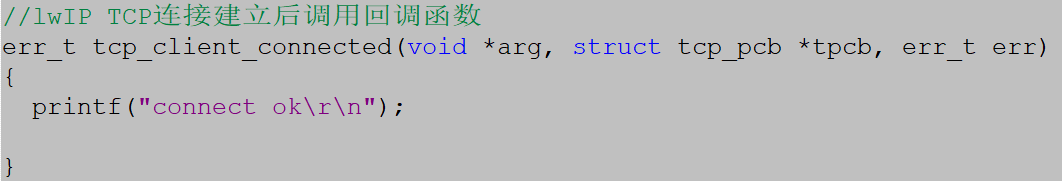 //lwIP TCP连接建立后调用回调函数
err_t tcp_client_connected(void *arg, struct tcp_pcb *tpcb, err_t err)
{
  printf("connect ok\r\n");
}